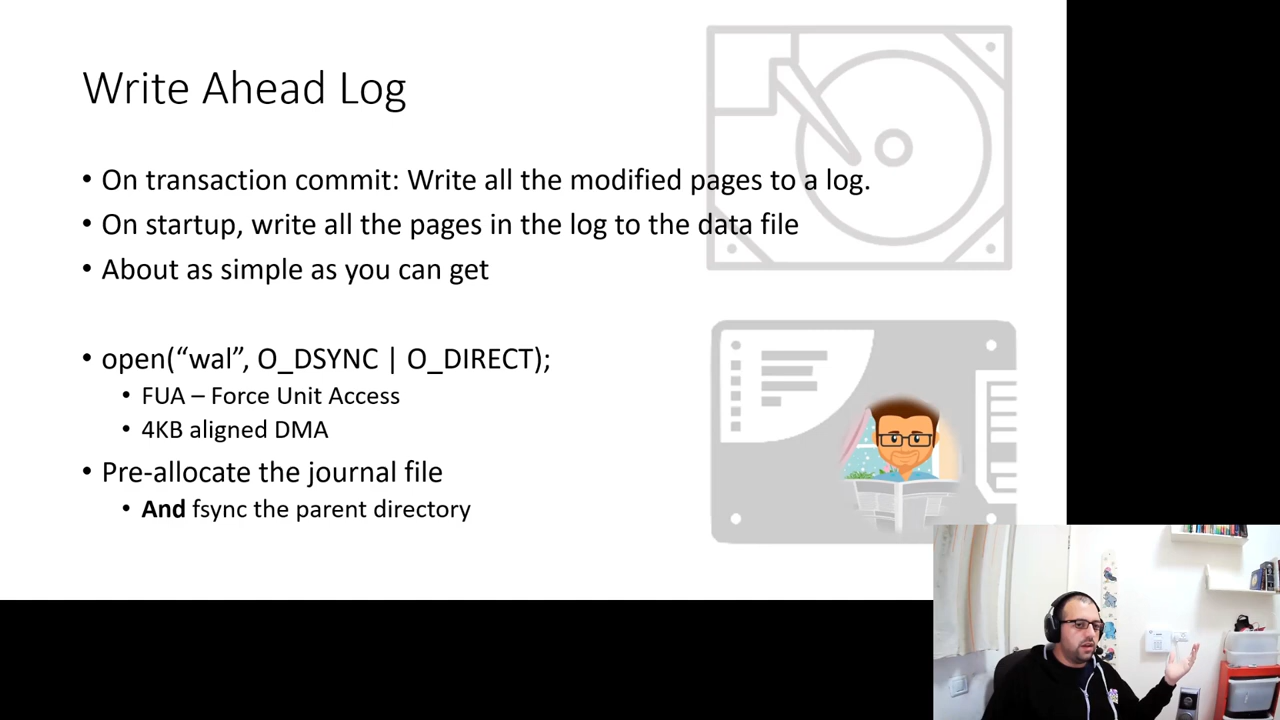 Write Ahead Log
• On transaction commit: Write all the modified pages to a log.
• On startup, write all the pages in the log to the data file
• About as simple as you can get
• open(“wal”, O_DSYNC | O_DIRECT);
• FUA – Force Unit Access
• 4KB aligned DMA
• Pre-allocate the journal file
• And fsync the parent directory